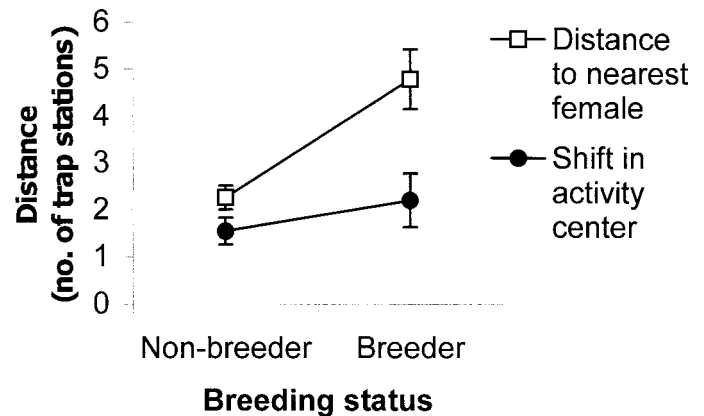 6
5
4
3
2
1
0
Distance
(no. of trap stations)
Non-breeder
Breeder
Breeding status
Distance
to nearest
female
Shift in
activity
center